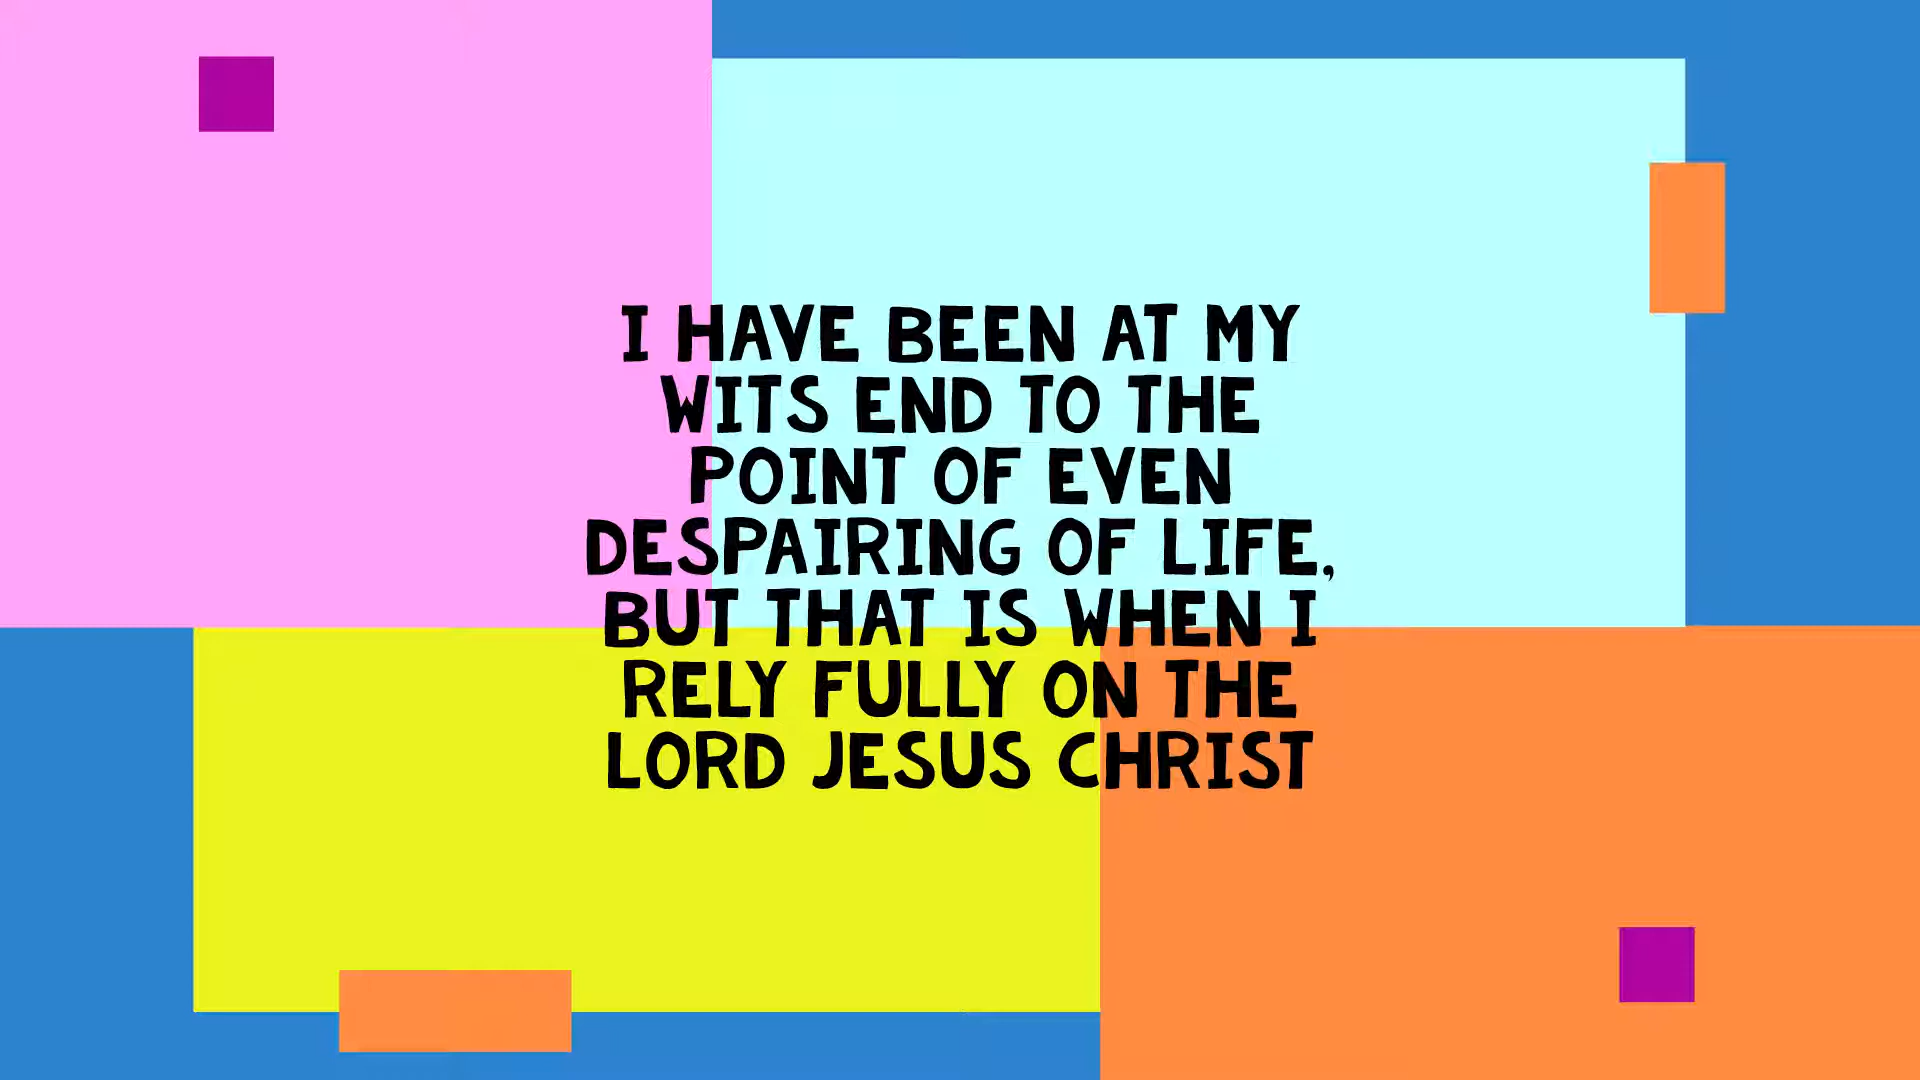 I HAVE BEEN AT MY
WITS END TO THE
POINT OF EVEN
DESPAIRING OF LIFE,
BUT THAT IS WHEN I
RELY FULLY ON THE
LORD JESUS CHRIST